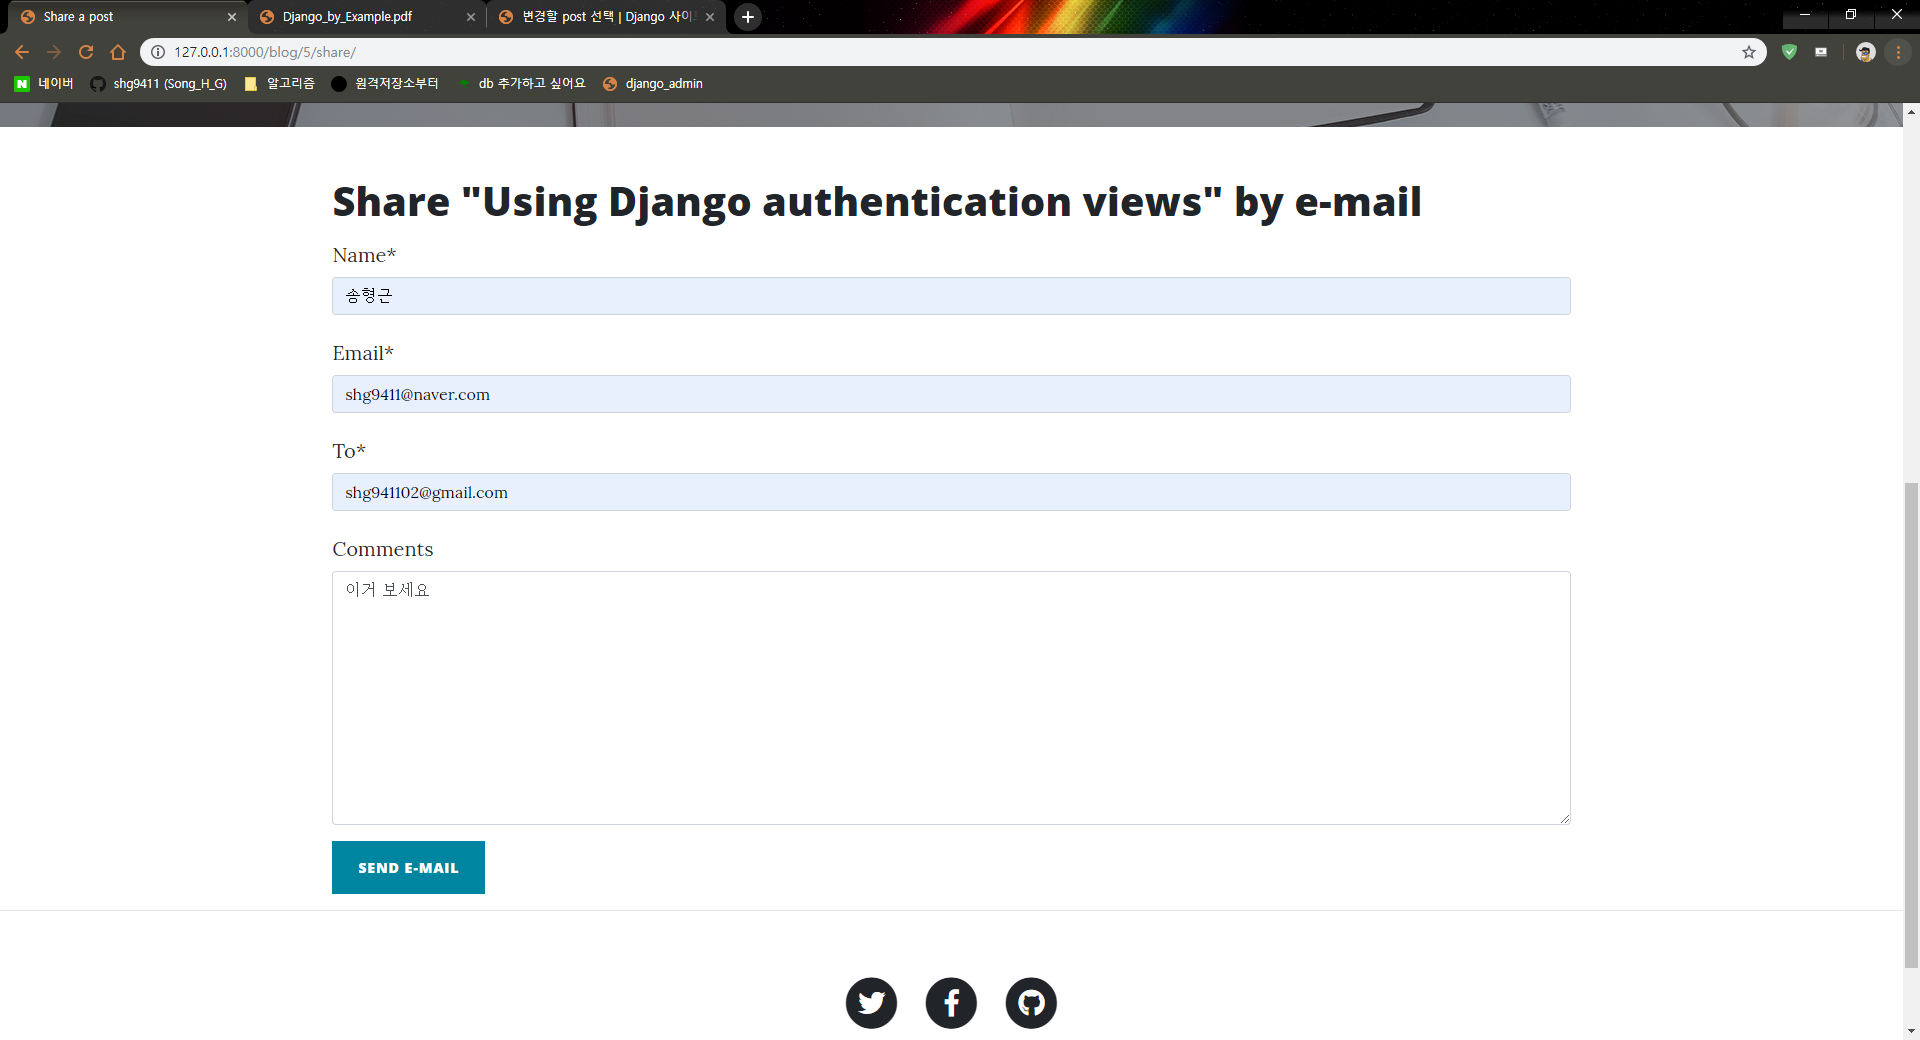 Share a post
Django_by_Example.pdf
변경할 post 선택 | Django 사이
127.0.0.1:8000/blog/5/share/
네이버
shg9411 (Song_H_G)
알고리즘
원격저장소부터
db 추가하고 싶어요
django_admin
Share "Using Django authentication views" by e-mail
Name*
송형근
Email*
shg9411@naver.com
To*
shg941102@gmail.com
Comments
이거 보세요
SEND E-MAIL